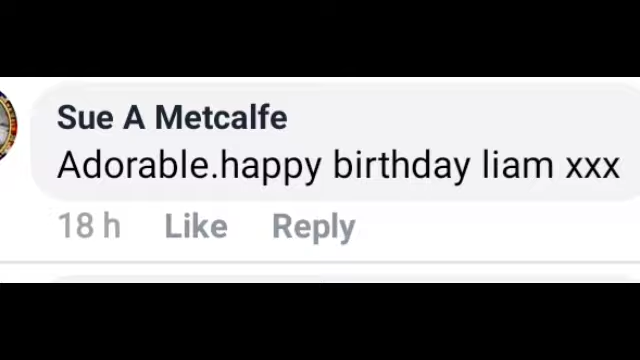 Sue A Metcalfe
Adorable.happy birthday liam xxx
18 h Like Reply